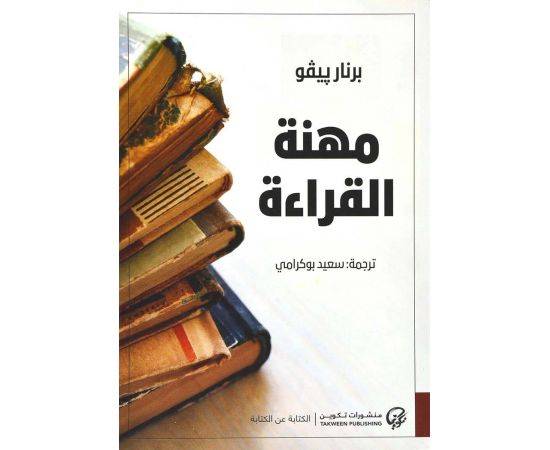 برنار پيڤو
مهنة
القراءة
ترجمة: سعيد بوكرامي
منشورات تكوين | الكتابة عن الكتابة
TAKWEEN PUBLISHING